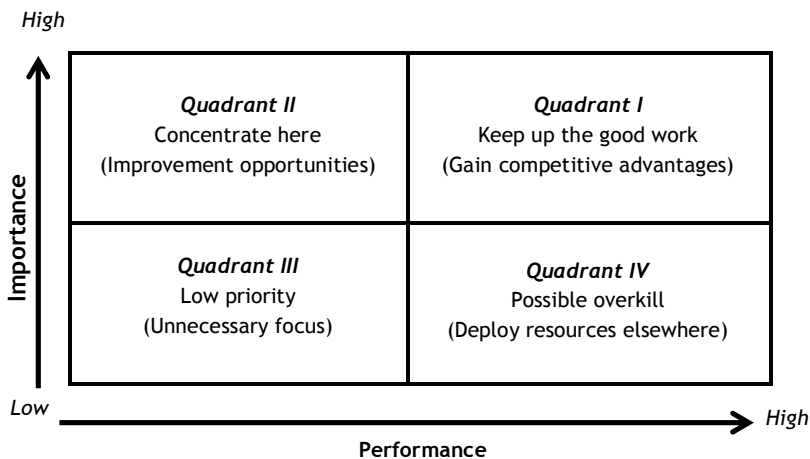 High
Quadrant II
Concentrate here
(Improvement opportunities)
Quadrant I
Keep up the good work
(Gain competitive advantages)
Importance
Quadrant III
Low priority
(Unnecessary focus)
Quadrant IV
Possible overkill
(Deploy resources elsewhere)
Low
High
Performance